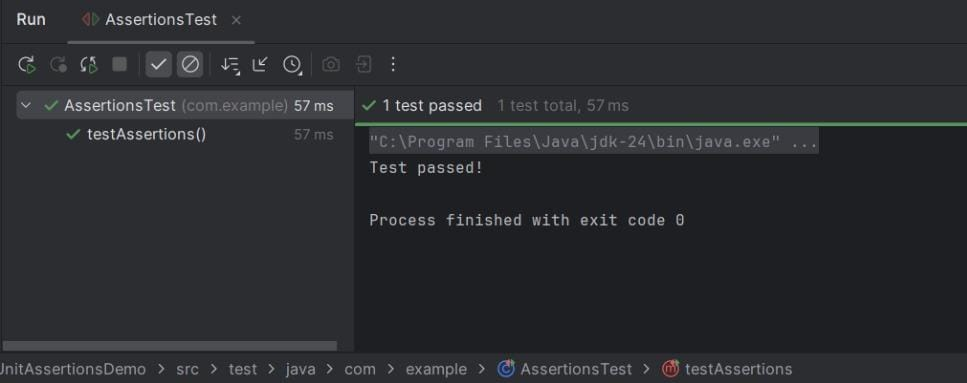 Run AssertionsTest
AssertionsTest (com.example) 57 ms
testAssertions() 57 ms
1 test passed 1 test total, 57 ms
"C:\Program Files\Java\jdk-24\bin\java.exe" ...
Test passed!
Process finished with exit code 0
UnitAssertionsDemo > src > test > java > com > example > AssertionsTest > testAssertions